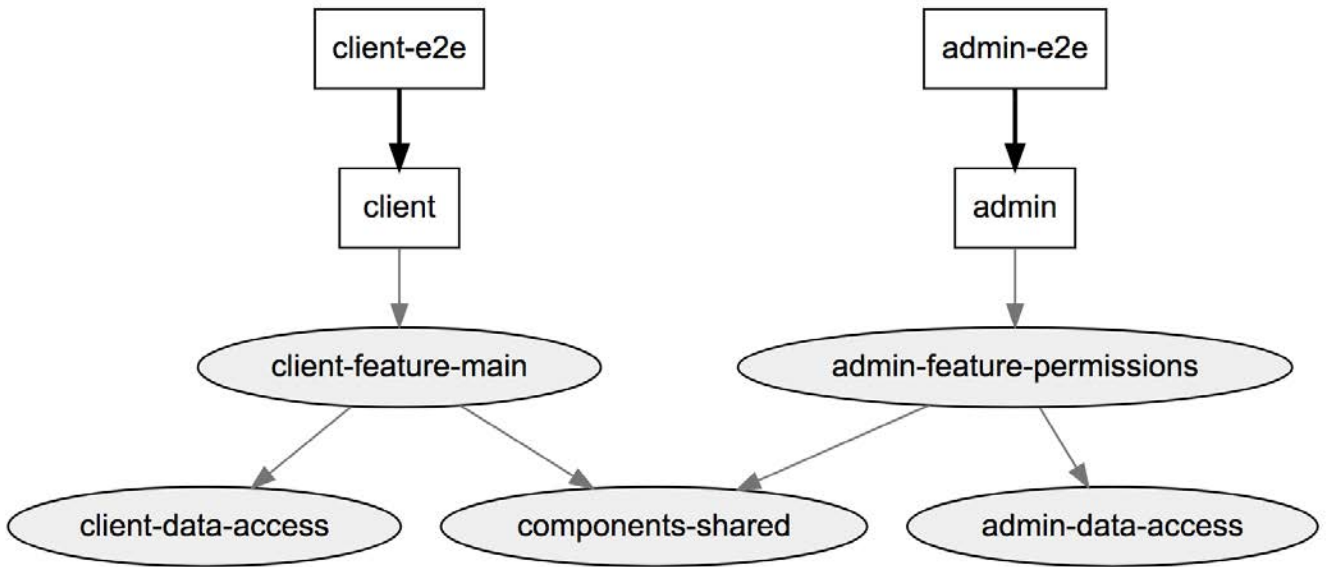 client-e2e
admin-e2e
client
admin
client-feature-main
admin-feature-permissions
client-data-access
components-shared
admin-data-access